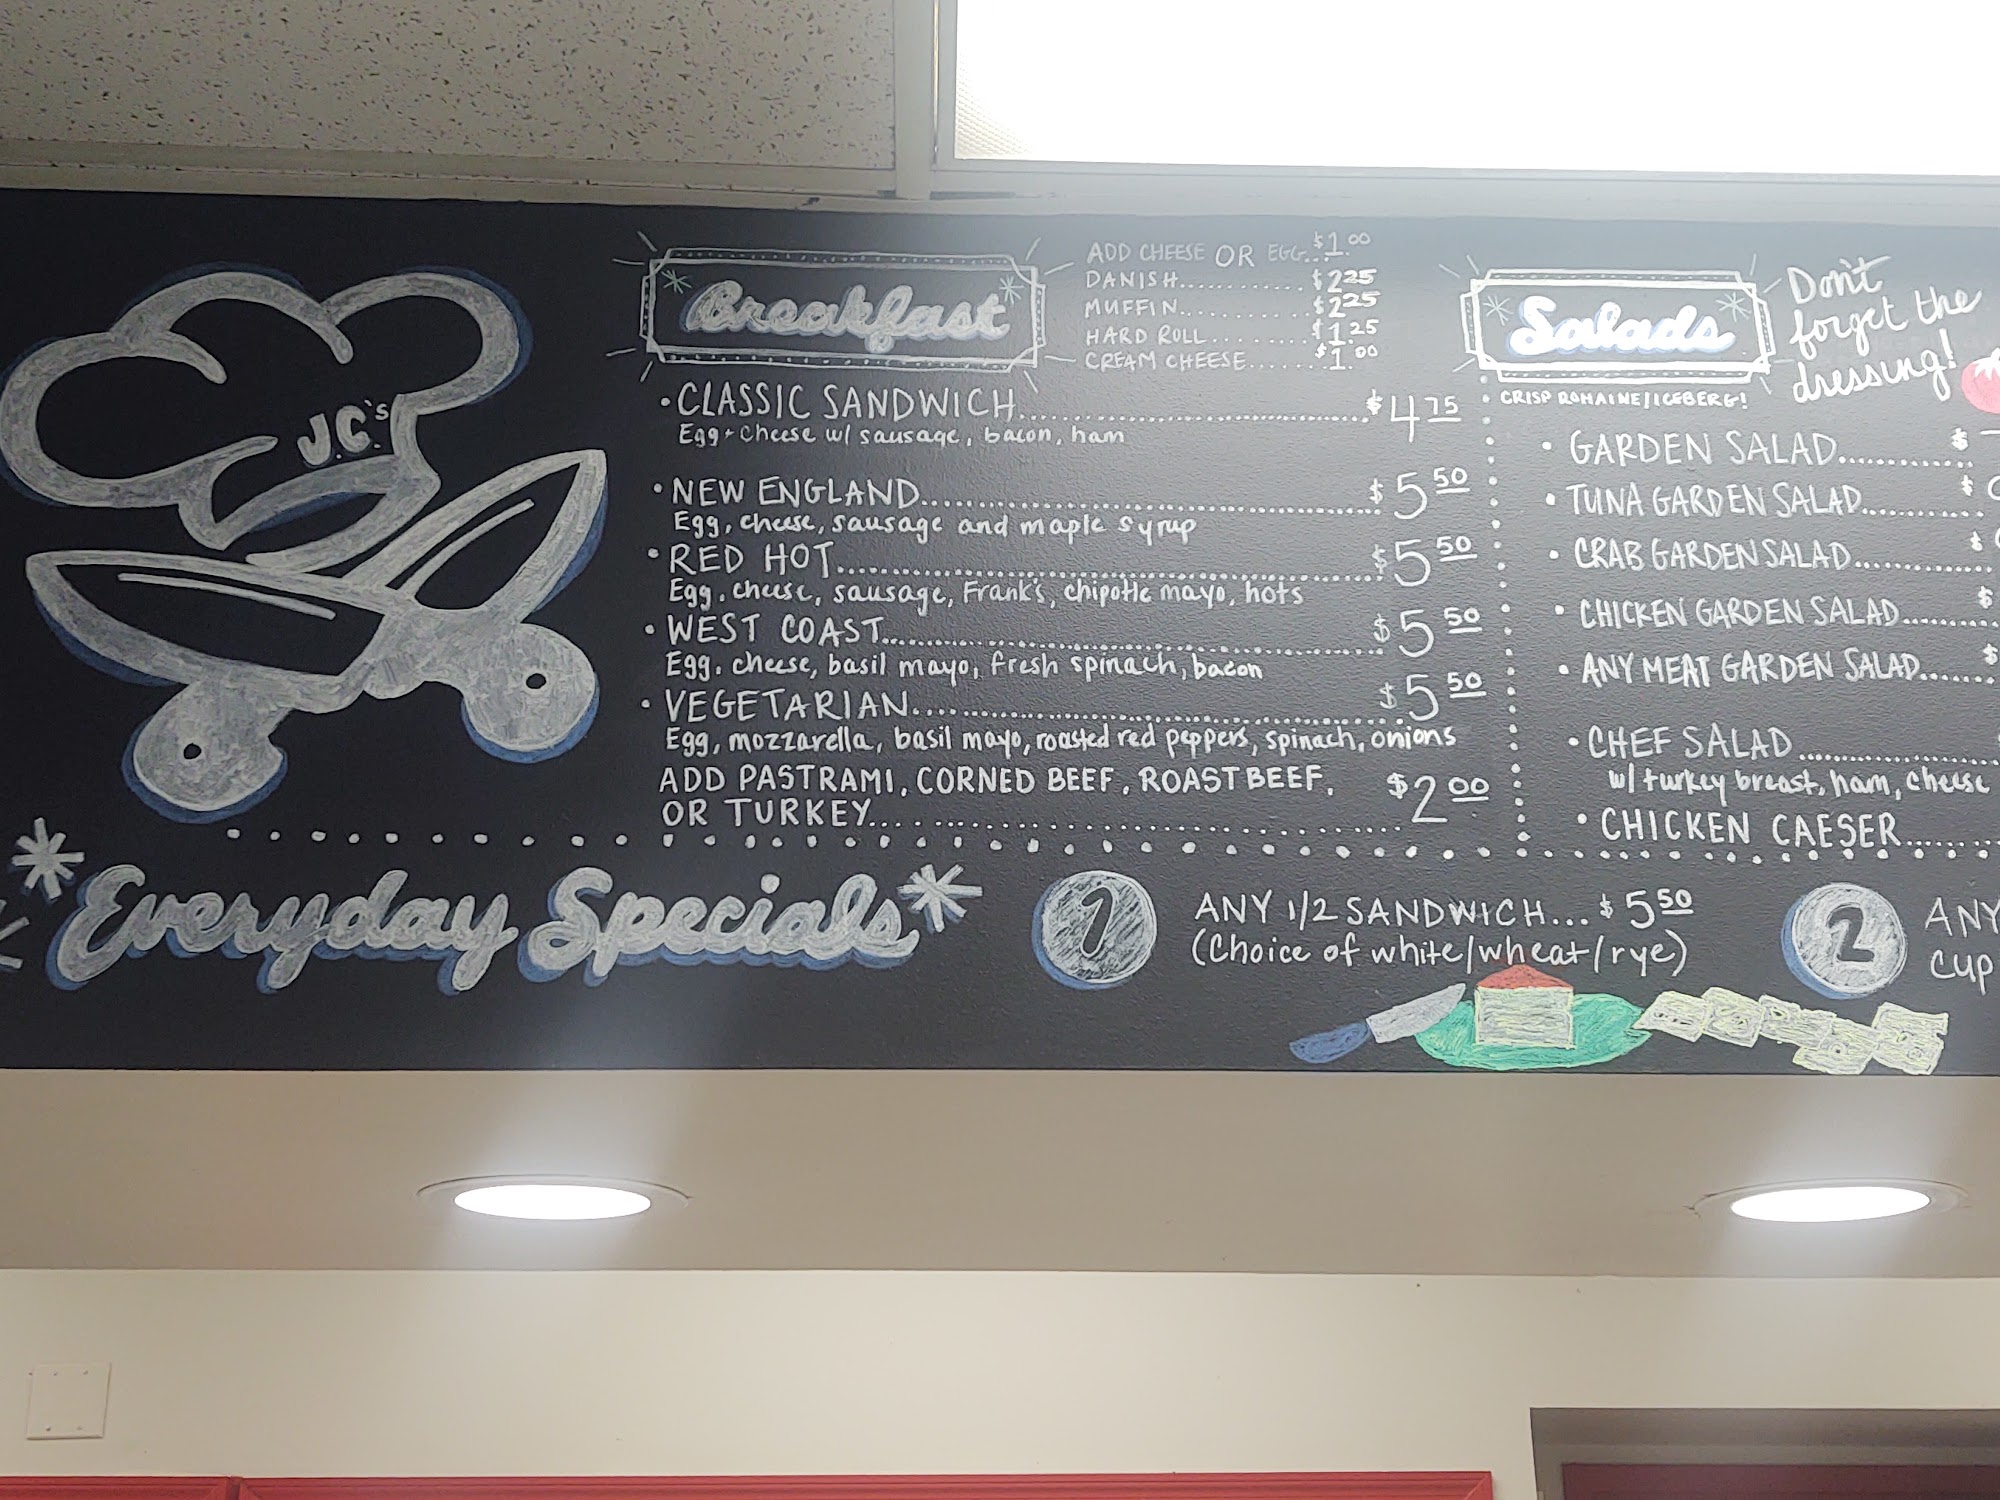 J.C.'s
Breakfast
ADD CHEESE OR EGG...$1.00
DANISH............$2.25
MUFFIN............$2.25
HARD ROLL.........$1.25
CREAM CHEESE.......$1.00
• CLASSIC SANDWICH......$4.75
Egg + Cheese w/ sausage, bacon, ham
• NEW ENGLAND......$5.50
Egg, cheese, sausage and maple syrup
• RED HOT......$5.50
Egg, cheese, sausage, Frank's, chipotle mayo, hots
• WEST COAST......$5.50
Egg, cheese, basil mayo, fresh spinach, bacon
• VEGETARIAN......$5.50
Egg, mozzarella, basil mayo, roasted red peppers, spinach, onions
ADD PASTRAMI, CORNED BEEF, ROAST BEEF,
OR TURKEY......$2.00
Salads
Don't
forget the
dressing!
CRISP ROMAINE/ICEBERG!
• GARDEN SALAD......$
• TUNA GARDEN SALAD......$
• CRAB GARDEN SALAD......$
• CHICKEN GARDEN SALAD......$
• ANY MEAT GARDEN SALAD......$
• CHEF SALAD......
w/ turkey breast, ham, cheese
• CHICKEN CAESER......
Everyday Specials
1
ANY 1/2 SANDWICH...$5.50
(Choice of white/wheat/rye)
2
ANY
cup